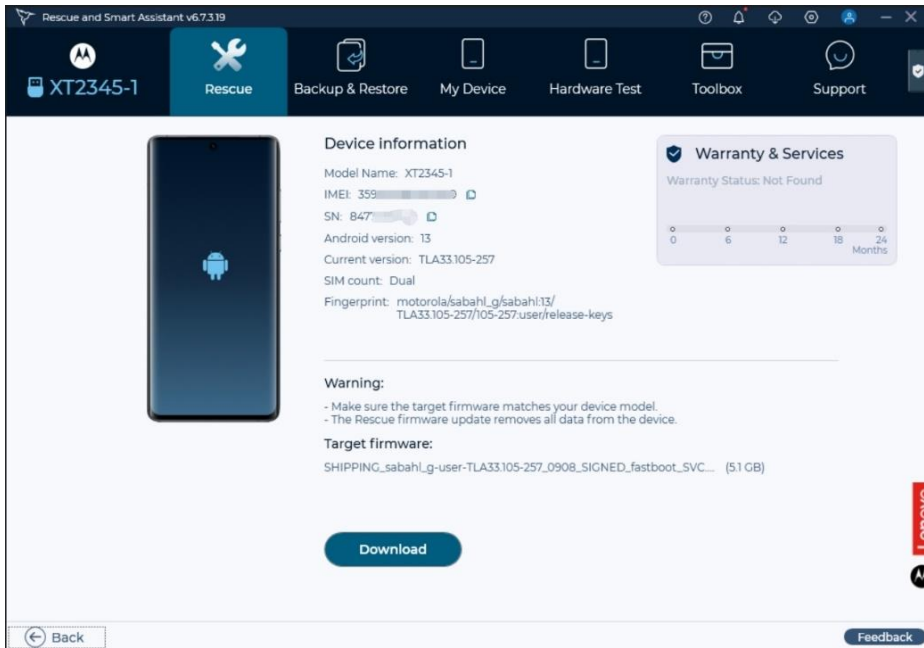 Rescue and Smart Assistant v6.7.3.19
XT2345-1
Rescue
Backup & Restore
My Device
Hardware Test
Toolbox
Support
Device information
Model Name: XT2345-1
IMEI: 359
SN: 847
Android version: 13
Current version: TLA33.105-257
SIM count: Dual
Fingerprint: motorola/sabahl_g/sabahl:13/
TLA33.105-257/105-257:user/release-keys
Warranty & Services
Warranty Status: Not Found
0 6 12 18 24
Months
Warning:
- Make sure the target firmware matches your device model.
- The Rescue firmware update removes all data from the device.
Target firmware:
SHIPPING_sabahl_g-user-TLA33.105-257_0908_SIGNED_fastboot_SVC.... (5.1 GB)
Download
Lenovo
Back
Feedback